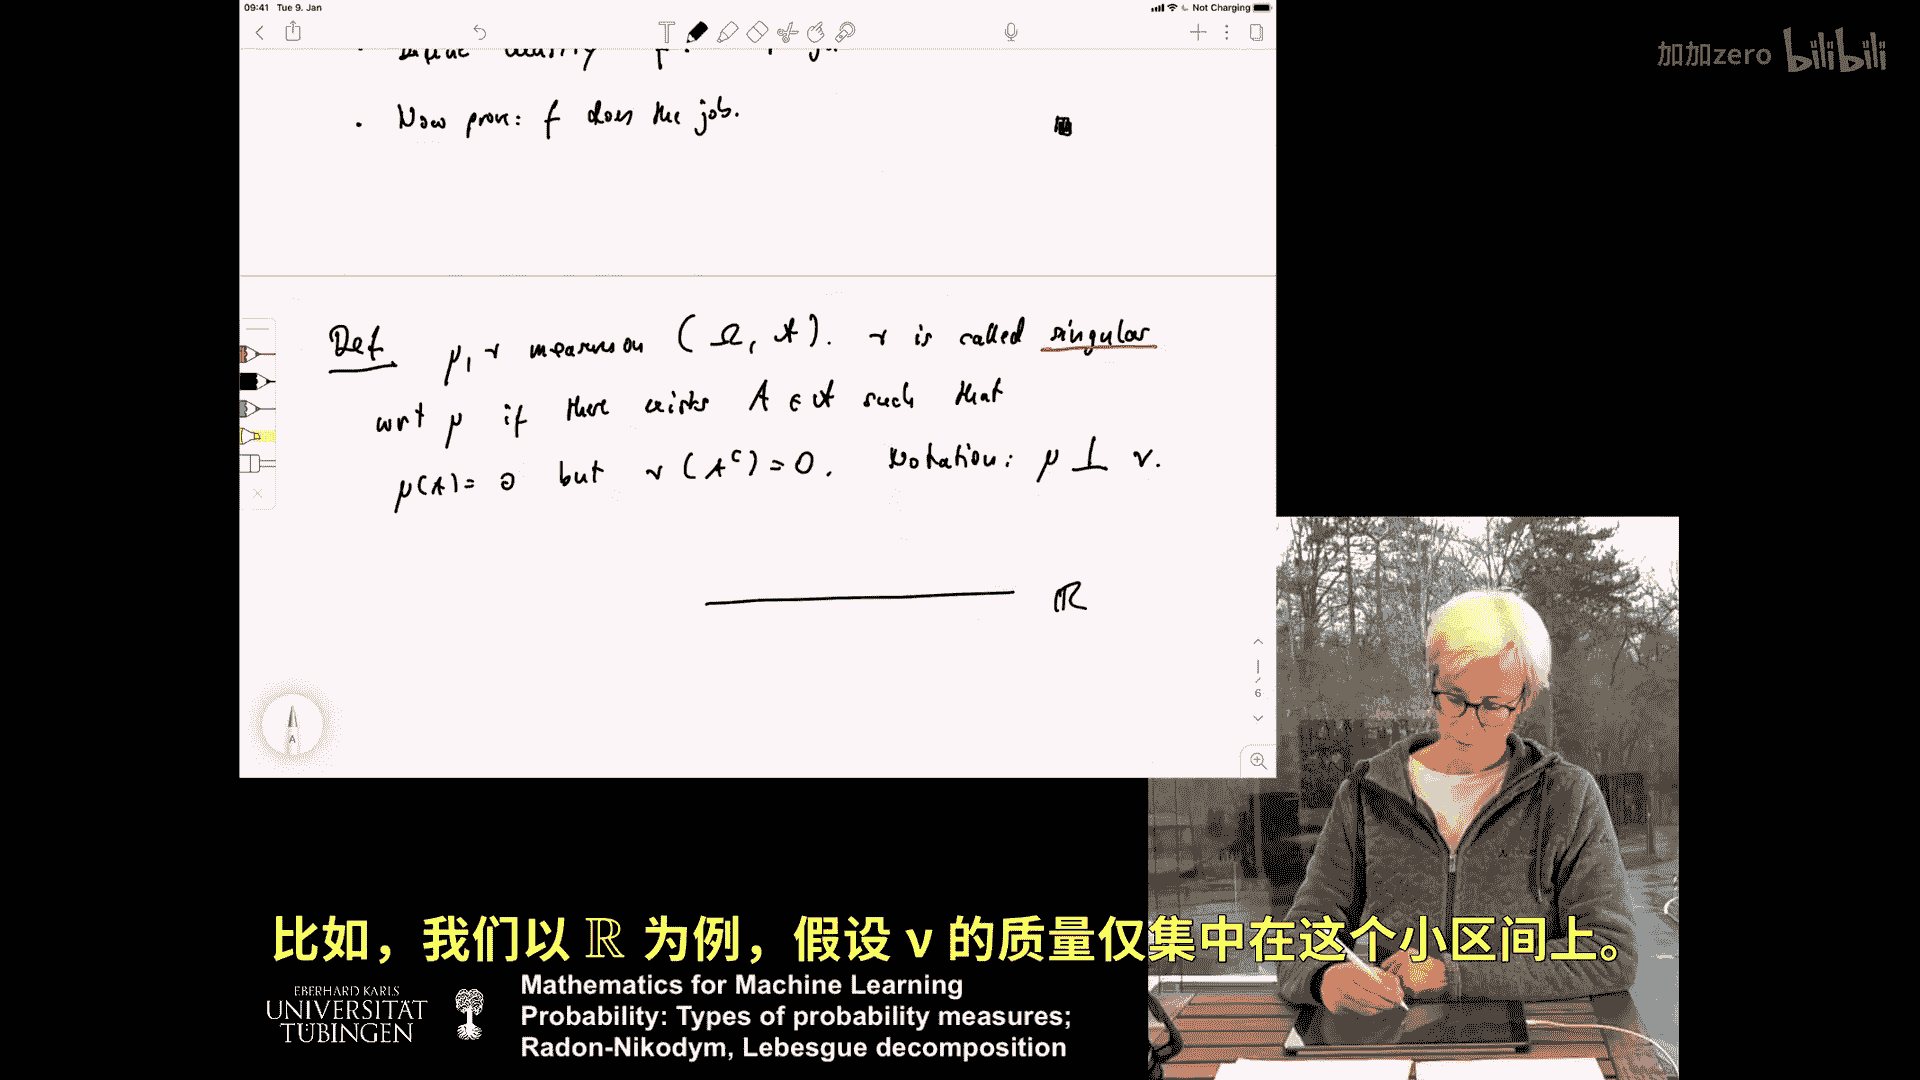 09:41 Tue 9. Jan
Not Charging
加加zero bilibili
• Now prove: f does the job.
Def μ, ν measures on (Ω, A). ν is called singular
wrt μ if there exists A ∈ A such that
μ(A)= 0 but ν (A^c) = 0. Notation: μ ⊥ ν.
ℝ
6
A
比如，我们以 ℝ 为例，假设 ν 的质量仅集中在这个小区间上。
EBERHARD KARLS
UNIVERSITÄT
TÜBINGEN
Mathematics for Machine Learning
Probability: Types of probability measures;
Radon-Nikodym, Lebesgue decomposition